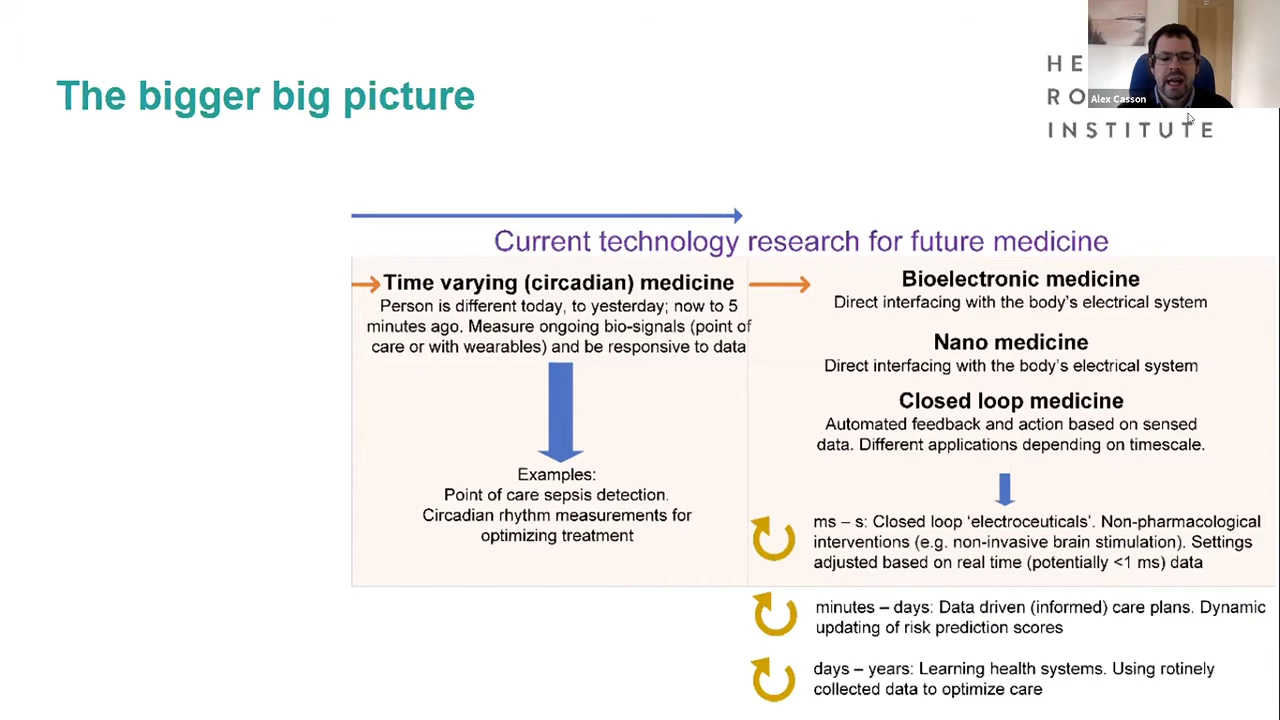 The bigger big picture
HE
RO
INSTITUTE
Alex Casson
Current technology research for future medicine
Time varying (circadian) medicine
Person is different today, to yesterday; now to 5
minutes ago. Measure ongoing bio-signals (point of
care or with wearables) and be responsive to data
Examples:
Point of care sepsis detection.
Circadian rhythm measurements for
optimizing treatment
Bioelectronic medicine
Direct interfacing with the body's electrical system
Nano medicine
Direct interfacing with the body's electrical system
Closed loop medicine
Automated feedback and action based on sensed
data. Different applications depending on timescale.
ms – s: Closed loop 'electroceuticals'. Non-pharmacological
interventions (e.g. non-invasive brain stimulation). Settings
adjusted based on real time (potentially <1 ms) data
minutes – days: Data driven (informed) care plans. Dynamic
updating of risk prediction scores
days – years: Learning health systems. Using rotinely
collected data to optimize care